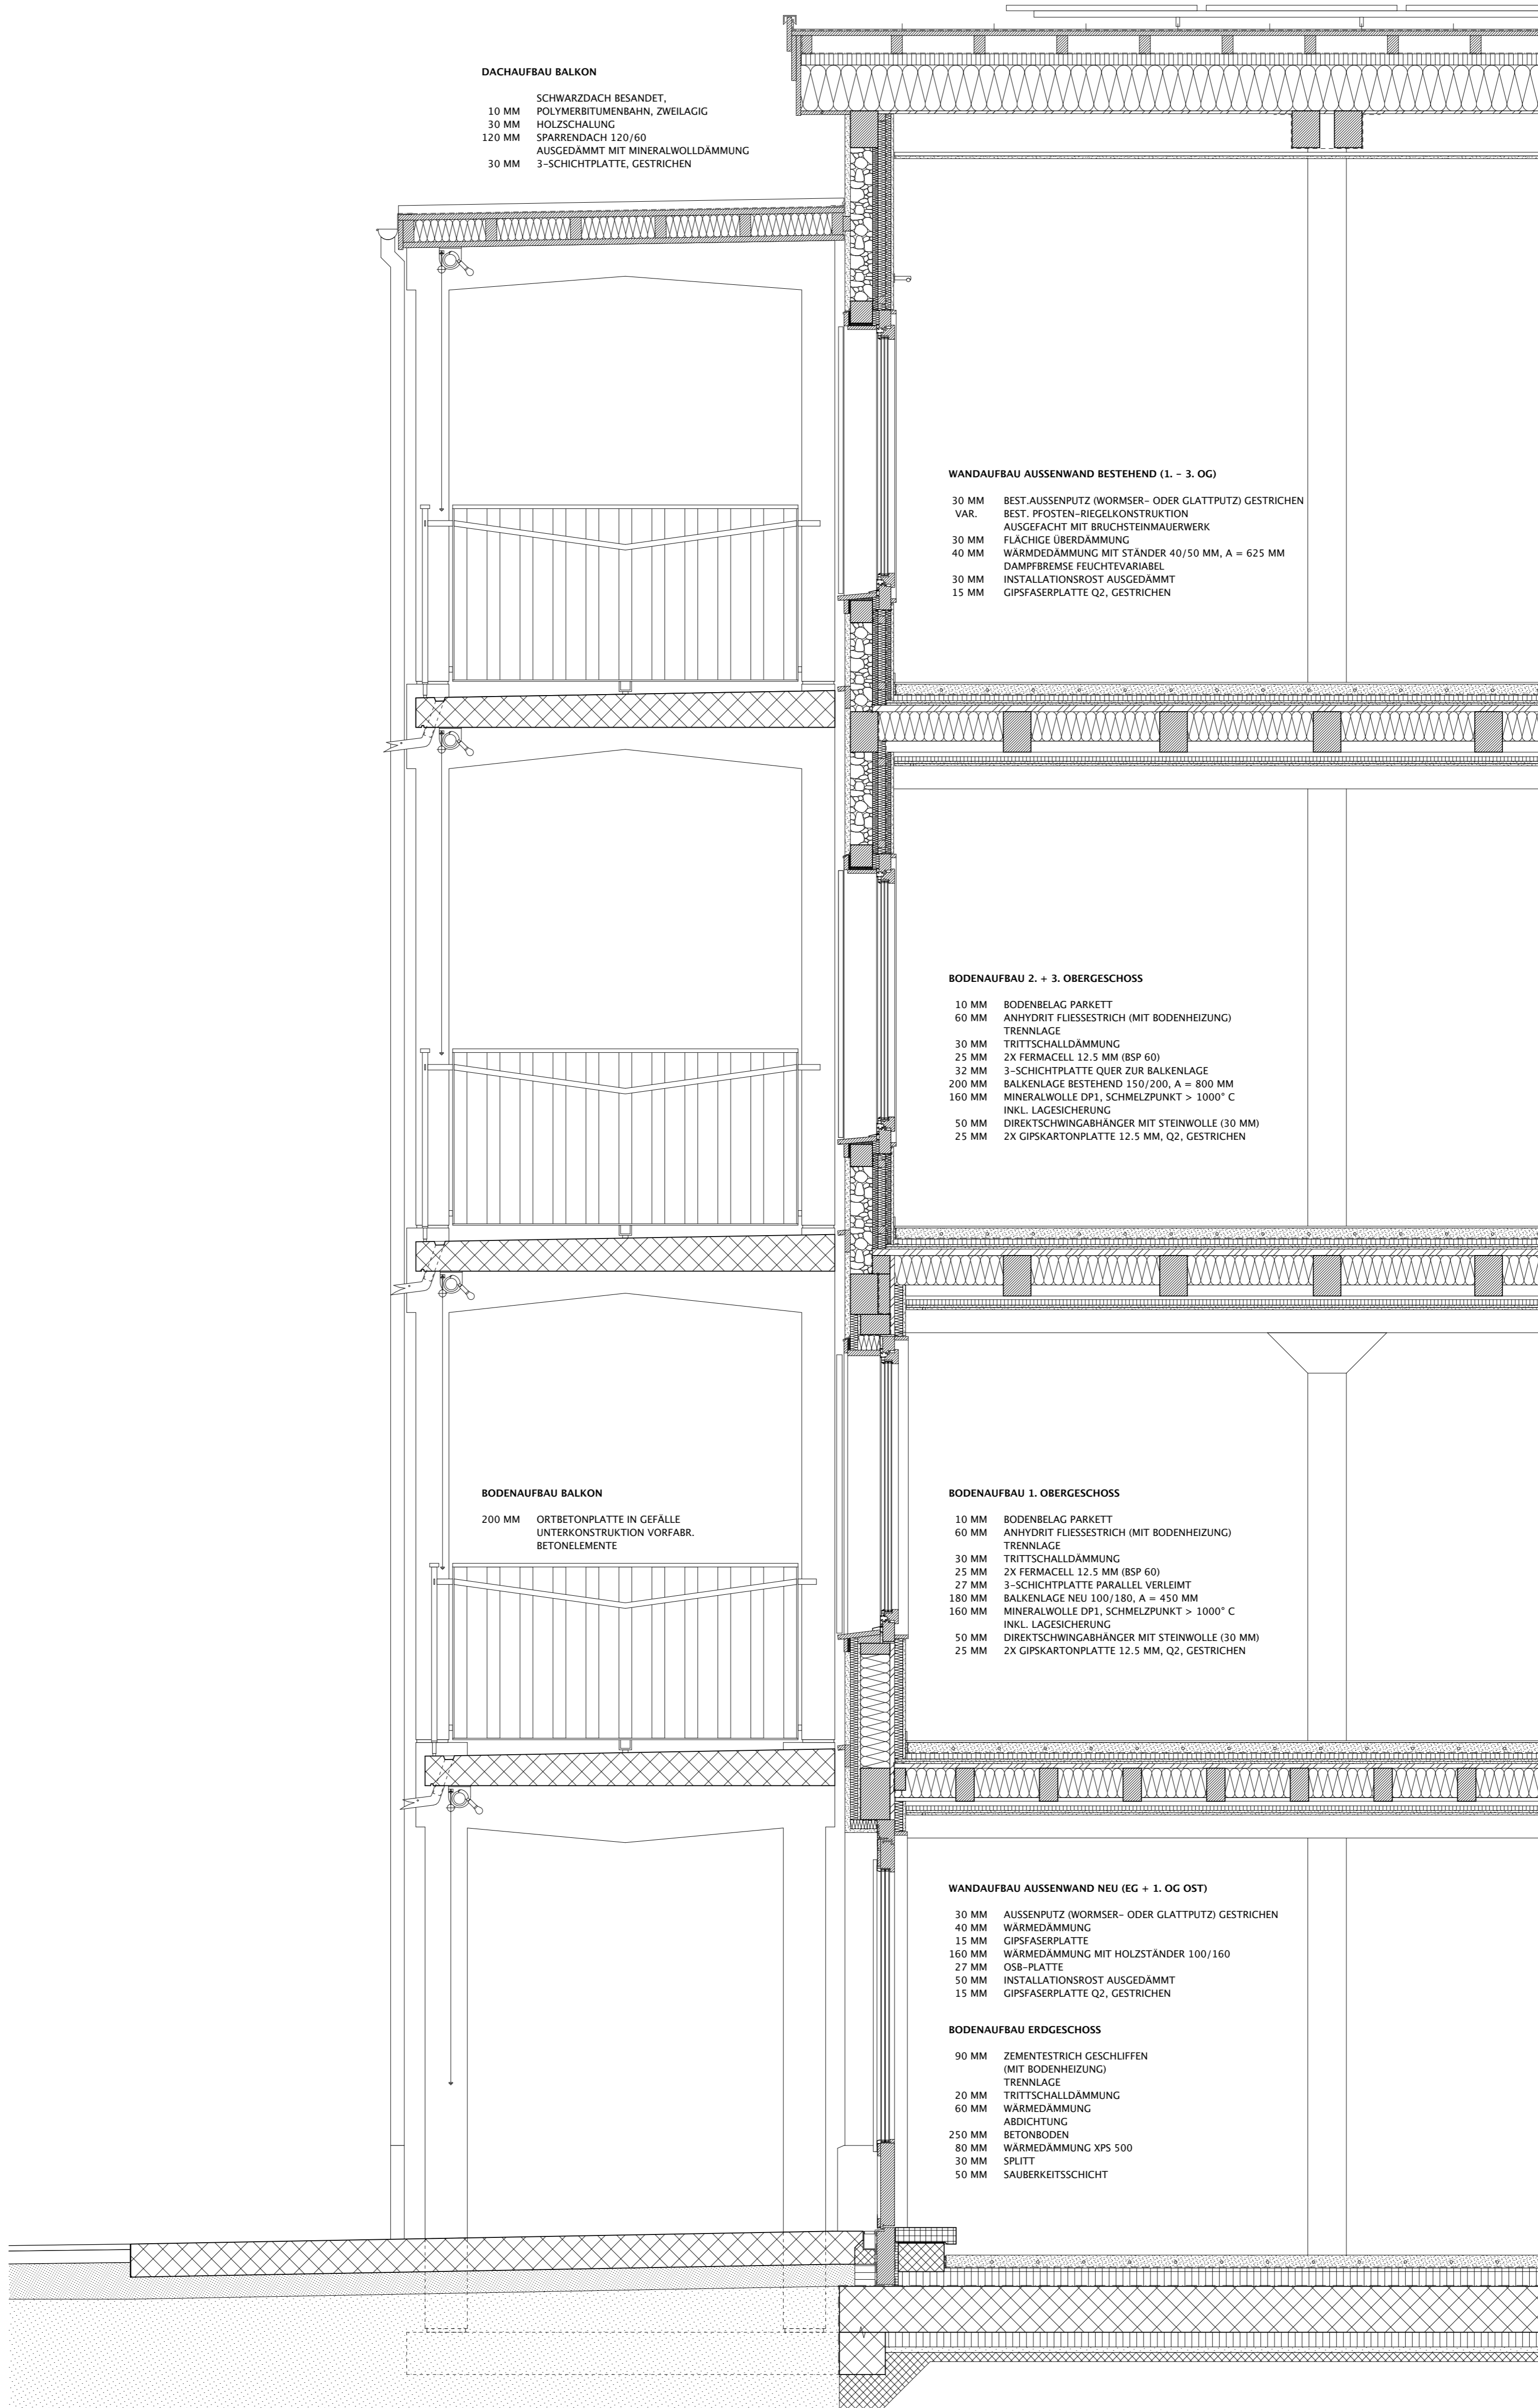 DACHAUFBAU BALKON
SCHWARZDACH BESANDET,
10 MM POLYMERBITUMENBAHN, ZWEILAGIG
30 MM HOLZSCHALUNG
120 MM SPARRENDACH 120/60
AUSGEDÄMMT MIT MINERALWOLLDÄMMUNG
30 MM 3-SCHICHTPLATTE, GESTRICHEN
WANDAUFBAU AUSSENWAND BESTEHEND (1. - 3. OG)
30 MM BEST.AUSSENPUTZ (WORMSER- ODER GLATTPUTZ) GESTRICHEN
VAR. BEST. PFOSTEN-RIEGELKONSTRUKTION
AUSGEFACHT MIT BRUCHSTEINMAUERWERK
30 MM FLÄCHIGE ÜBERDÄMMUNG
40 MM WÄRMDEDÄMMUNG MIT STÄNDER 40/50 MM, A = 625 MM
DAMPFBREMSE FEUCHTEVARIABEL
30 MM INSTALLATIONSROST AUSGEDÄMMT
15 MM GIPSFASERPLATTE Q2, GESTRICHEN
BODENAUFBAU 2. + 3. OBERGESCHOSS
10 MM BODENBELAG PARKETT
60 MM ANHYDRIT FLIESSESTRICH (MIT BODENHEIZUNG)
TRENNLAGE
30 MM TRITTSCHALLDÄMMUNG
25 MM 2X FERMACELL 12.5 MM (BSP 60)
32 MM 3-SCHICHTPLATTE QUER ZUR BALKENLAGE
200 MM BALKENLAGE BESTEHEND 150/200, A = 800 MM
160 MM MINERALWOLLE DP1, SCHMELZPUNKT > 1000° C
INKL. LAGESICHERUNG
50 MM DIREKTSCHWINGABHÄNGER MIT STEINWOLLE (30 MM)
25 MM 2X GIPSKARTONPLATTE 12.5 MM, Q2, GESTRICHEN
BODENAUFBAU BALKON
200 MM ORTBETONPLATTE IN GEFÄLLE
UNTERKONSTRUKTION VORFABR.
BETONELEMENTE
BODENAUFBAU 1. OBERGESCHOSS
10 MM BODENBELAG PARKETT
60 MM ANHYDRIT FLIESSESTRICH (MIT BODENHEIZUNG)
TRENNLAGE
30 MM TRITTSCHALLDÄMMUNG
25 MM 2X FERMACELL 12.5 MM (BSP 60)
27 MM 3-SCHICHTPLATTE PARALLEL VERLEIMT
180 MM BALKENLAGE NEU 100/180, A = 450 MM
160 MM MINERALWOLLE DP1, SCHMELZPUNKT > 1000° C
INKL. LAGESICHERUNG
50 MM DIREKTSCHWINGABHÄNGER MIT STEINWOLLE (30 MM)
25 MM 2X GIPSKARTONPLATTE 12.5 MM, Q2, GESTRICHEN
WANDAUFBAU AUSSENWAND NEU (EG + 1. OG OST)
30 MM AUSSENPUTZ (WORMSER- ODER GLATTPUTZ) GESTRICHEN
40 MM WÄRMEDÄMMUNG
15 MM GIPSFASERPLATTE
160 MM WÄRMEDÄMMUNG MIT HOLZSTÄNDER 100/160
27 MM OSB-PLATTE
50 MM INSTALLATIONSROST AUSGEDÄMMT
15 MM GIPSFASERPLATTE Q2, GESTRICHEN
BODENAUFBAU ERDGESCHOSS
90 MM ZEMENTESTRICH GESCHLIFFEN
(MIT BODENHEIZUNG)
TRENNLAGE
20 MM TRITTSCHALLDÄMMUNG
60 MM WÄRMEDÄMMUNG
ABDICHTUNG
250 MM BETONBODEN
80 MM WÄRMEDÄMMUNG XPS 500
30 MM SPLITT
50 MM SAUBERKEITSSCHICHT